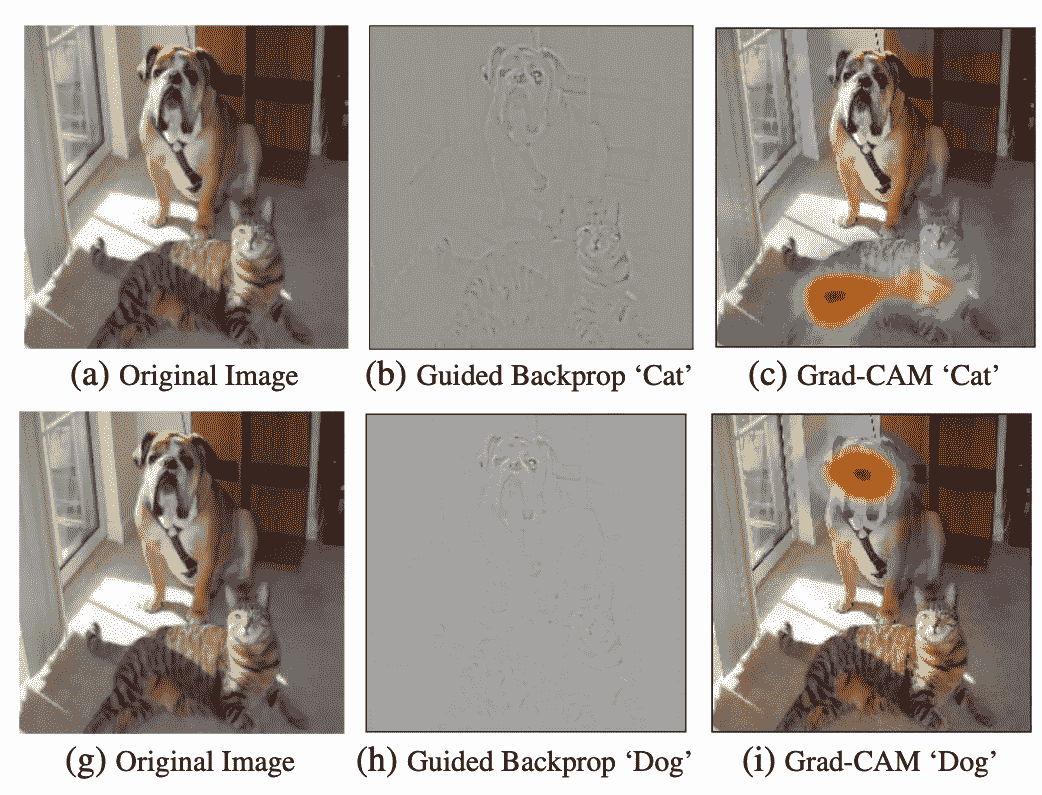 (a) Original Image
(b) Guided Backprop ‘Cat’
(c) Grad-CAM ‘Cat’
(g) Original Image
(h) Guided Backprop ‘Dog’
(i) Grad-CAM ‘Dog’